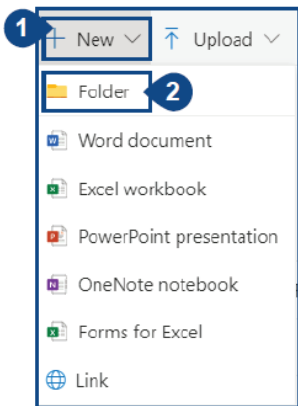 1 + New Upload
Folder 2
Word document
Excel workbook
PowerPoint presentation
OneNote notebook
Forms for Excel
Link